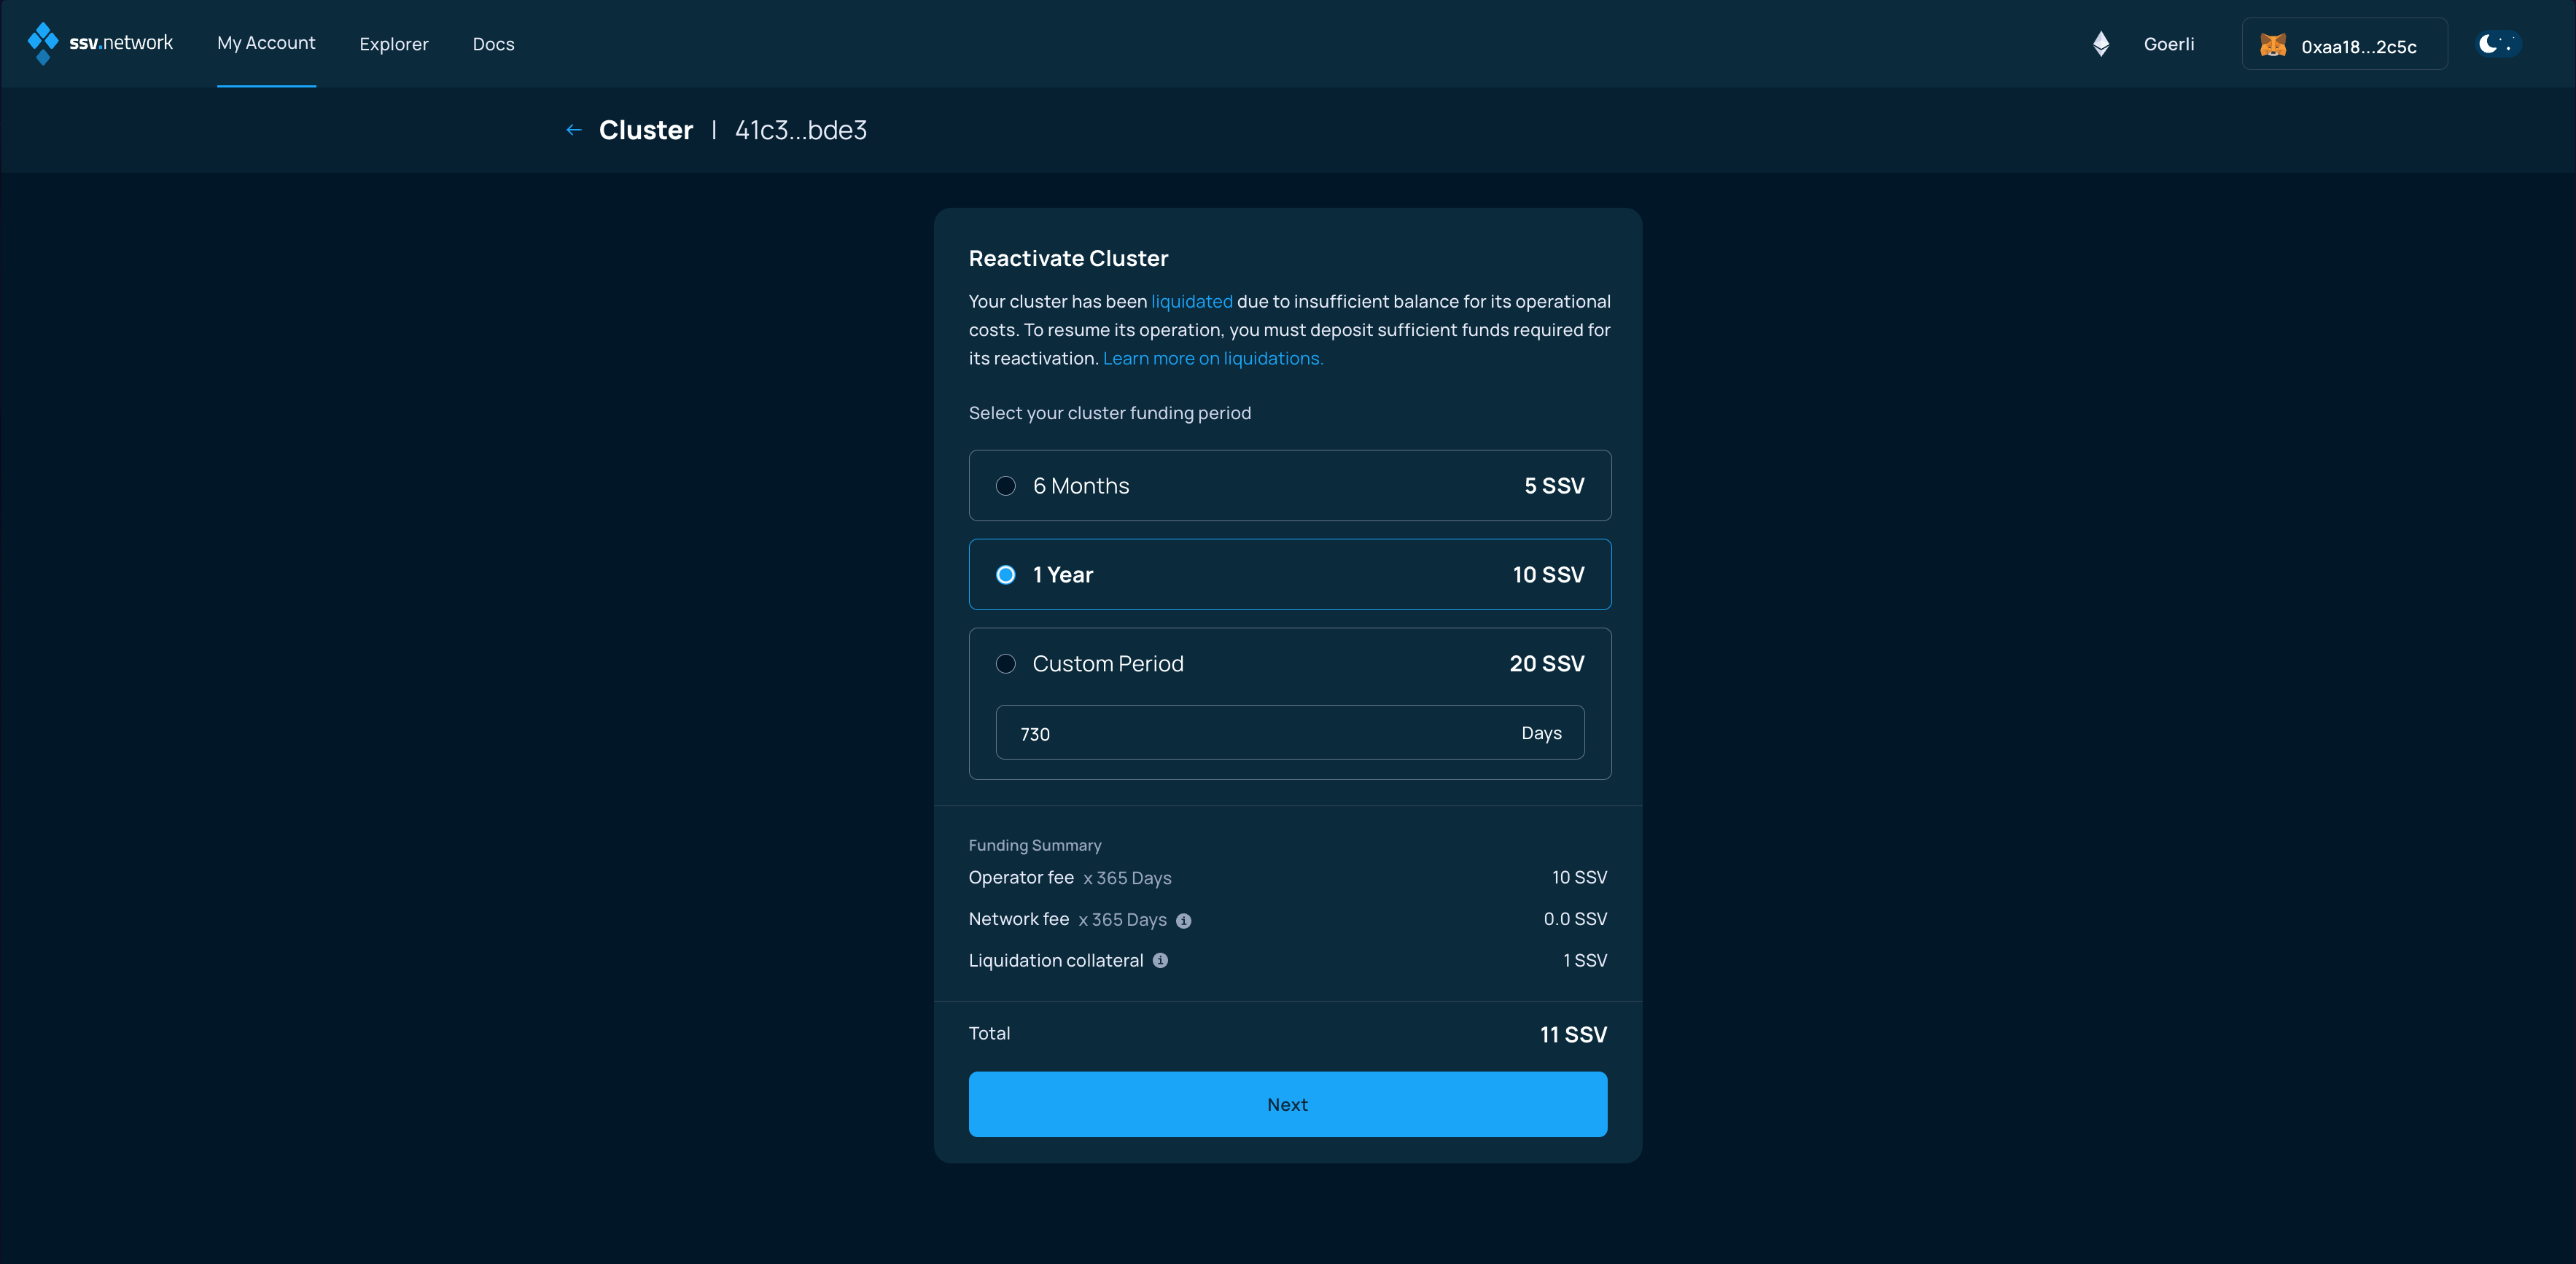 ssv.network
My Account
Explorer
Docs
Goerli
0xaa18...2c5c
Cluster | 41c3...bde3
Reactivate Cluster
Your cluster has been liquidated due to insufficient balance for its operational
costs. To resume its operation, you must deposit sufficient funds required for
its reactivation. Learn more on liquidations.
Select your cluster funding period
6 Months 5 SSV
1 Year 10 SSV
Custom Period 20 SSV
730 Days
Funding Summary
Operator fee x 365 Days 10 SSV
Network fee x 365 Days 0.0 SSV
Liquidation collateral 1 SSV
Total 11 SSV
Next